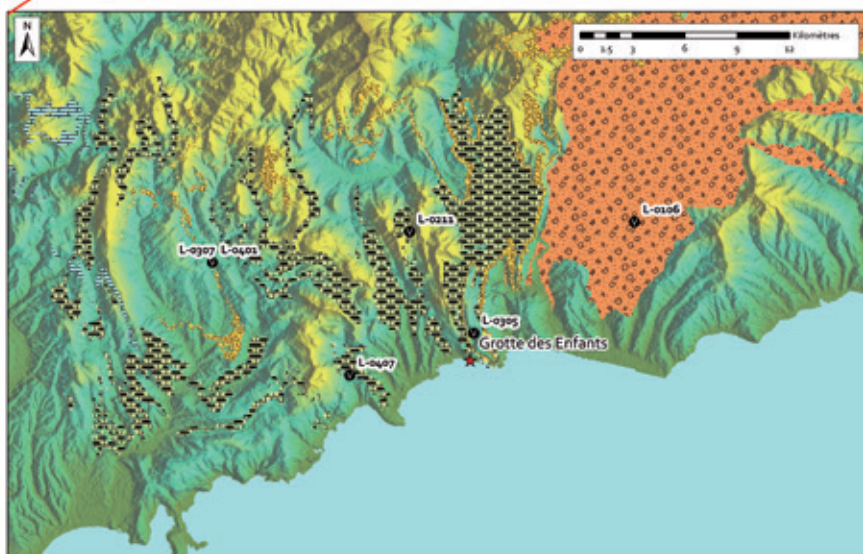 N
Kilomètres
0 1.5 3 6 9 12
L-0106
L-0211
L-0307 L-0401
L-0305
Grotte des Enfants
L-0407